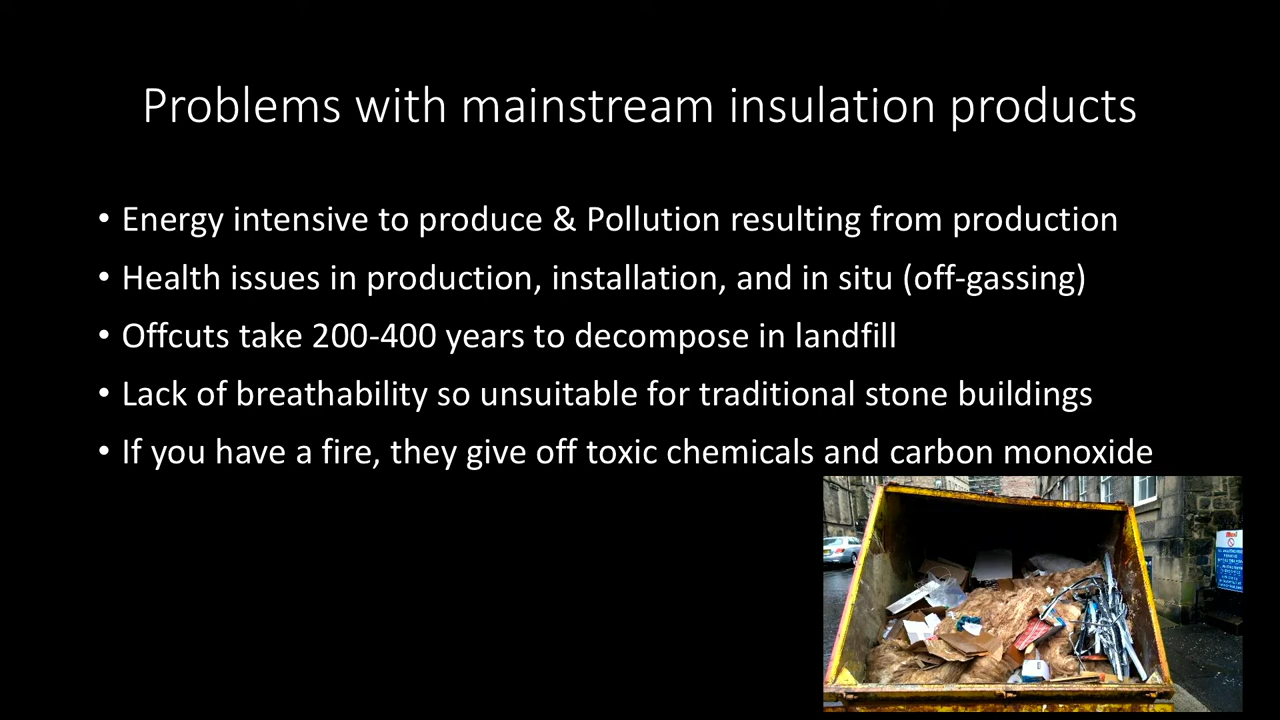 Problems with mainstream insulation products
• Energy intensive to produce & Pollution resulting from production
• Health issues in production, installation, and in situ (off-gassing)
• Offcuts take 200-400 years to decompose in landfill
• Lack of breathability so unsuitable for traditional stone buildings
• If you have a fire, they give off toxic chemicals and carbon monoxide